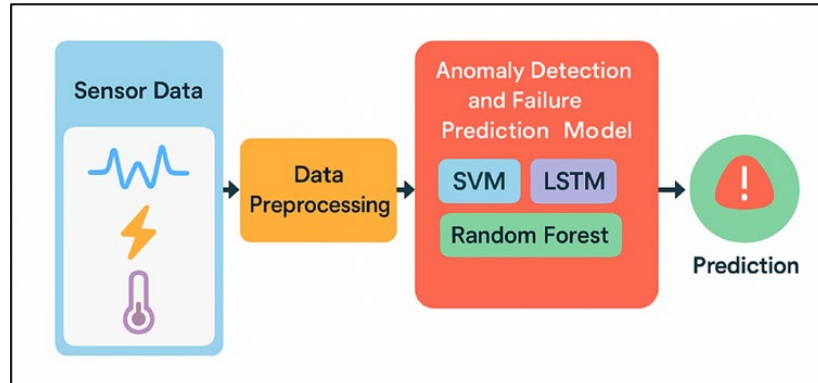 Sensor Data
Data
Preprocessing
Anomaly Detection
and Failure
Prediction Model
SVM
LSTM
Random Forest
!
Prediction